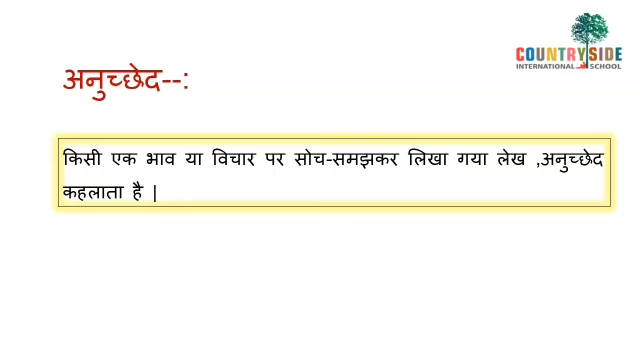 COUNTRYSIDE
INTERNATIONAL SCHOOL
अनुच्छेद--:
किसी एक भाव या विचार पर सोच-समझकर लिखा गया लेख ,अनुच्छेद
कहलाता है |